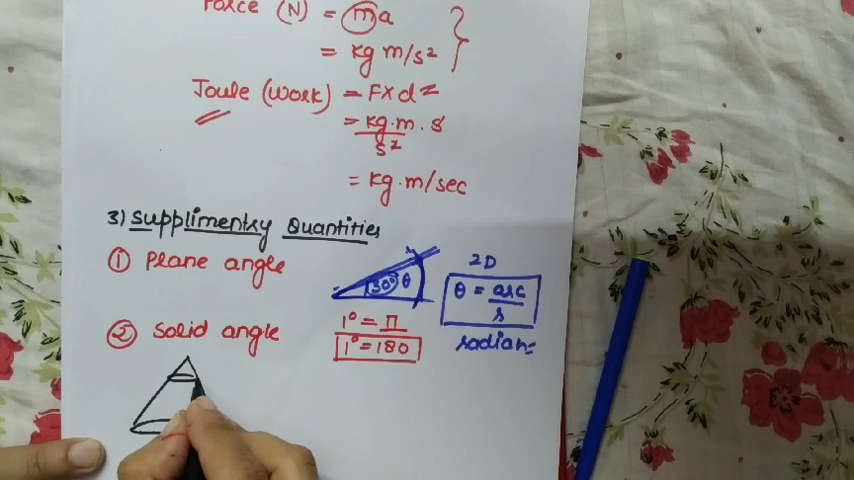 Force (N) = ma
= kg m/s²
Joule (work) = F x d
= kg.m.s
s²
= kg.m/sec
3) supplimentry Quantities
① Plane angle
30° θ
2D
θ = arc
r
radian
② Solid angle
1° = π
1° = 180